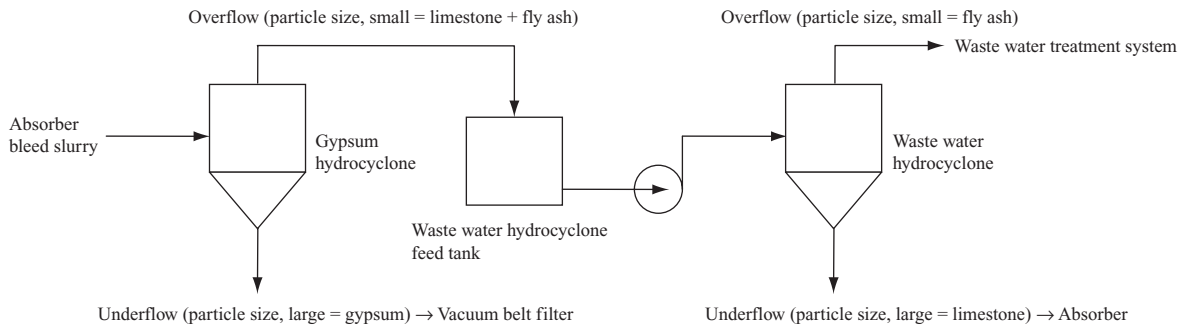 Overflow (particle size, small = limestone + fly ash)
Overflow (particle size, small = fly ash)
Waste water treatment system
Absorber
bleed slurry
Gypsum
hydrocyclone
Waste water
hydrocyclone
Waste water hydrocyclone
feed tank
Underflow (particle size, large = gypsum) → Vacuum belt filter
Underflow (particle size, large = limestone) → Absorber